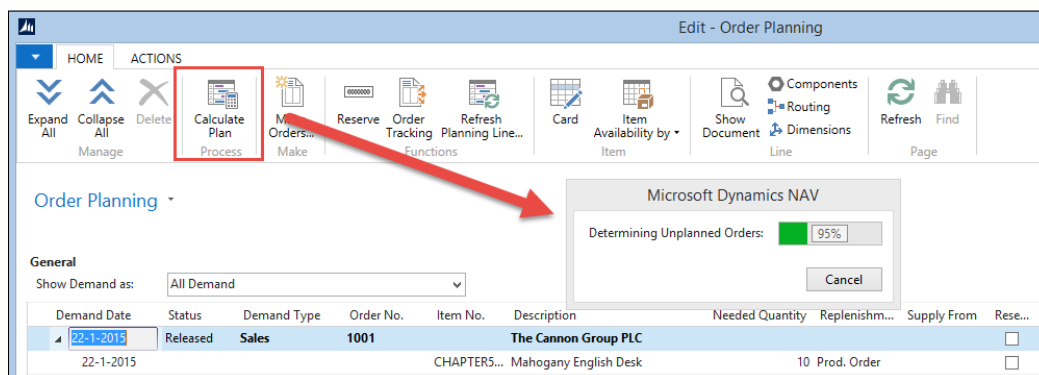 Edit - Order Planning
HOME ACTIONS
Expand All
Collapse All
Delete
Manage
Calculate Plan
Process
Orders...
Make
Reserve
Order Tracking
Refresh Planning Line...
Functions
Card
Item Availability by
Item
Show Document
Components
Routing
Dimensions
Line
Refresh
Find
Page
Order Planning
Microsoft Dynamics NAV
Determining Unplanned Orders: 95%
Cancel
General
Show Demand as: All Demand
Demand Date Status Demand Type Order No. Item No. Description Needed Quantity Replenishm... Supply From Rese...
22-1-2015 Released Sales 1001 The Cannon Group PLC
22-1-2015 CHAPTER5... Mahogany English Desk 10 Prod. Order